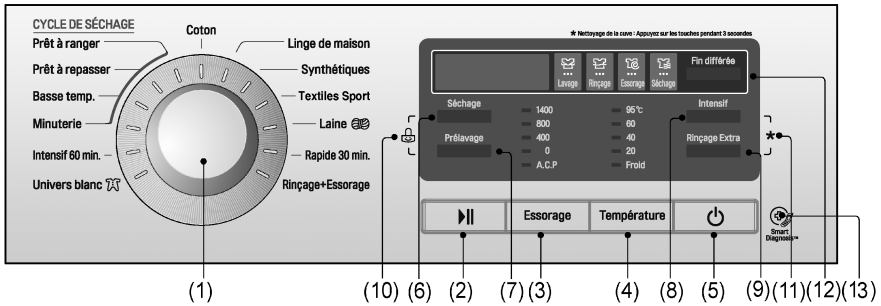 CYCLE DE SÉCHAGE
Prêt à ranger
Prêt à repasser
Basse temp.
Minuterie
Intensif 60 min.
Univers blanc
Coton
Linge de maison
Synthétiques
Textiles Sport
Laine
Rapide 30 min.
Rinçage+Essorage
* Nettoyage de la cuve : Appuyez sur les touches pendant 3 secondes
Lavage
Rinçage
Essorage
Séchage
Fin différée
Séchage
Prélavage
1400
800
400
0
A.C.P
95°C
60
40
20
Froid
Intensif
Rinçage Extra
*
Essorage
Température
Smart
Diagnosis™
(1)
(10)
(6)
(2)
(7)
(3)
(4)
(8)
(5)
(9)
(11)
(12)
(13)